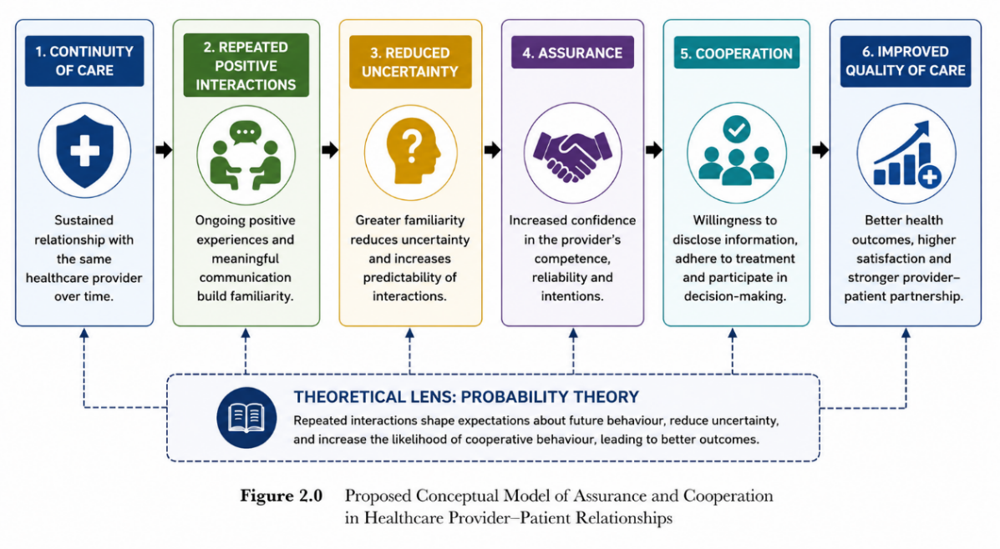 1. CONTINUITY
OF CARE
Sustained
relationship with
the same
healthcare provider
over time.
2. REPEATED
POSITIVE
INTERACTIONS
Ongoing positive
experiences and
meaningful
communication
build familiarity.
3. REDUCED
UNCERTAINTY
?
Greater familiarity
reduces uncertainty
and increases
predictability of
interactions.
4. ASSURANCE
Increased confidence
in the provider's
competence,
reliability and
intentions.
5. COOPERATION
Willingness to
disclose information,
adhere to treatment
and participate in
decision-making.
6. IMPROVED
QUALITY OF CARE
Better health
outcomes, higher
satisfaction and
stronger provider–
patient partnership.
THEORETICAL LENS: PROBABILITY THEORY
Repeated interactions shape expectations about future behaviour, reduce uncertainty,
and increase the likelihood of cooperative behaviour, leading to better outcomes.
Figure 2.0 Proposed Conceptual Model of Assurance and Cooperation
in Healthcare Provider–Patient Relationships